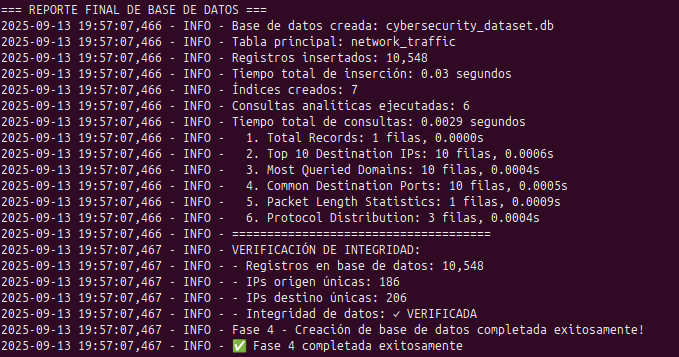 === REPORTE FINAL DE BASE DE DATOS ===
2025-09-13 19:57:07,466 - INFO - Base de datos creada: cybersecurity_dataset.db
2025-09-13 19:57:07,466 - INFO - Tabla principal: network_traffic
2025-09-13 19:57:07,466 - INFO - Registros insertados: 10,548
2025-09-13 19:57:07,466 - INFO - Tiempo total de inserción: 0.03 segundos
2025-09-13 19:57:07,466 - INFO - Índices creados: 7
2025-09-13 19:57:07,466 - INFO - Consultas analíticas ejecutadas: 6
2025-09-13 19:57:07,466 - INFO - Tiempo total de consultas: 0.0029 segundos
2025-09-13 19:57:07,466 - INFO -   1. Total Records: 1 filas, 0.0000s
2025-09-13 19:57:07,466 - INFO -   2. Top 10 Destination IPs: 10 filas, 0.0006s
2025-09-13 19:57:07,466 - INFO -   3. Most Queried Domains: 10 filas, 0.0004s
2025-09-13 19:57:07,466 - INFO -   4. Common Destination Ports: 10 filas, 0.0005s
2025-09-13 19:57:07,466 - INFO -   5. Packet Length Statistics: 1 filas, 0.0009s
2025-09-13 19:57:07,466 - INFO -   6. Protocol Distribution: 3 filas, 0.0004s
2025-09-13 19:57:07,466 - INFO - =====================================
2025-09-13 19:57:07,467 - INFO - VERIFICACIÓN DE INTEGRIDAD:
2025-09-13 19:57:07,467 - INFO - - Registros en base de datos: 10,548
2025-09-13 19:57:07,467 - INFO - - IPs origen únicas: 186
2025-09-13 19:57:07,467 - INFO - - IPs destino únicas: 206
2025-09-13 19:57:07,467 - INFO - - Integridad de datos: ✓ VERIFICADA
2025-09-13 19:57:07,467 - INFO - Fase 4 - Creación de base de datos completada exitosamente!
2025-09-13 19:57:07,467 - INFO - ✅ Fase 4 completada exitosamente